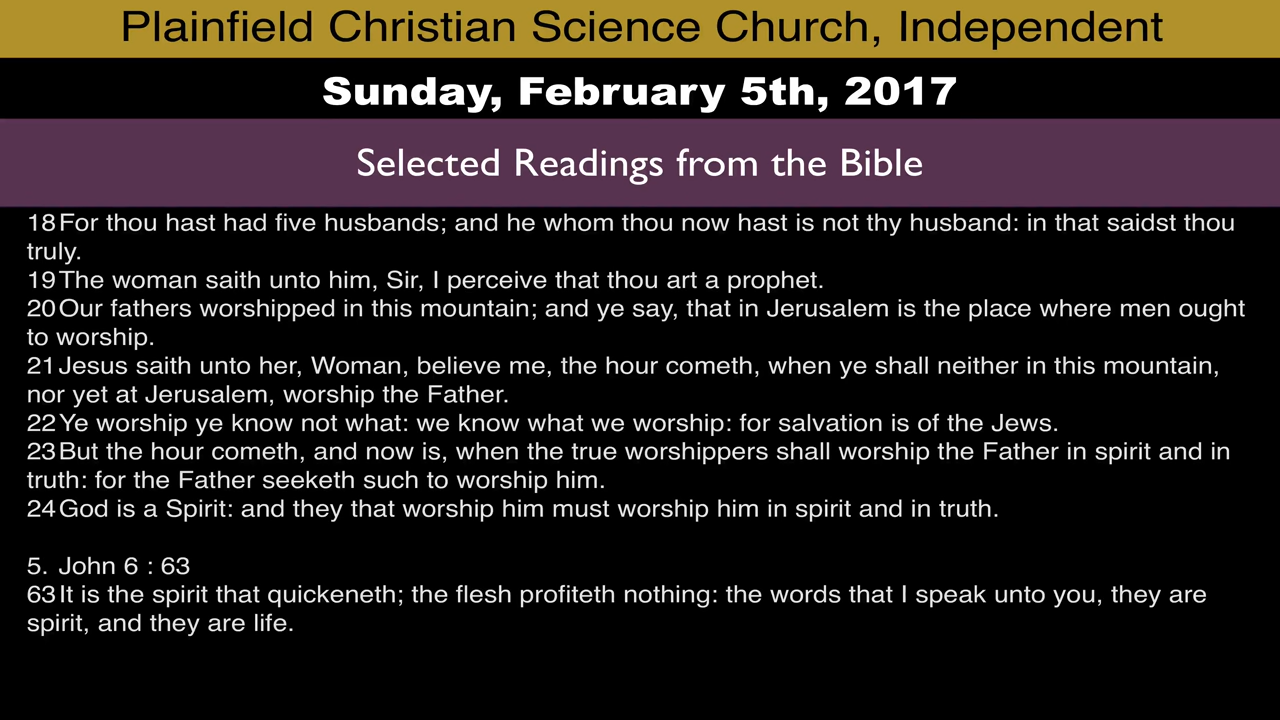 Plainfield Christian Science Church, Independent
Sunday, February 5th, 2017
Selected Readings from the Bible
18 For thou hast had five husbands; and he whom thou now hast is not thy husband: in that saidst thou
truly.
19 The woman saith unto him, Sir, I perceive that thou art a prophet.
20 Our fathers worshipped in this mountain; and ye say, that in Jerusalem is the place where men ought
to worship.
21 Jesus saith unto her, Woman, believe me, the hour cometh, when ye shall neither in this mountain,
nor yet at Jerusalem, worship the Father.
22 Ye worship ye know not what: we know what we worship: for salvation is of the Jews.
23 But the hour cometh, and now is, when the true worshippers shall worship the Father in spirit and in
truth: for the Father seeketh such to worship him.
24 God is a Spirit: and they that worship him must worship him in spirit and in truth.
5. John 6 : 63
63 It is the spirit that quickeneth; the flesh profiteth nothing: the words that I speak unto you, they are
spirit, and they are life.